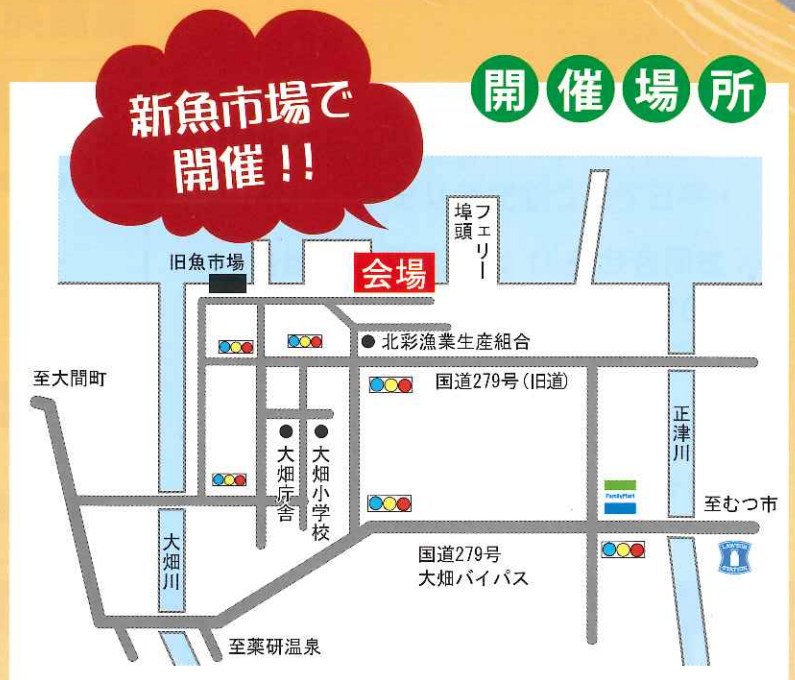 新魚市場で
開催!!
開催場所
フェリー
埠頭
旧魚市場
会場
北彩漁業生産組合
国道279号(旧道)
至大間町
正津川
大畑庁舎
大畑小学校
FamilyMart
至むつ市
大畑川
国道279号
大畑バイパス
LAWSON
STATION
至薬研温泉